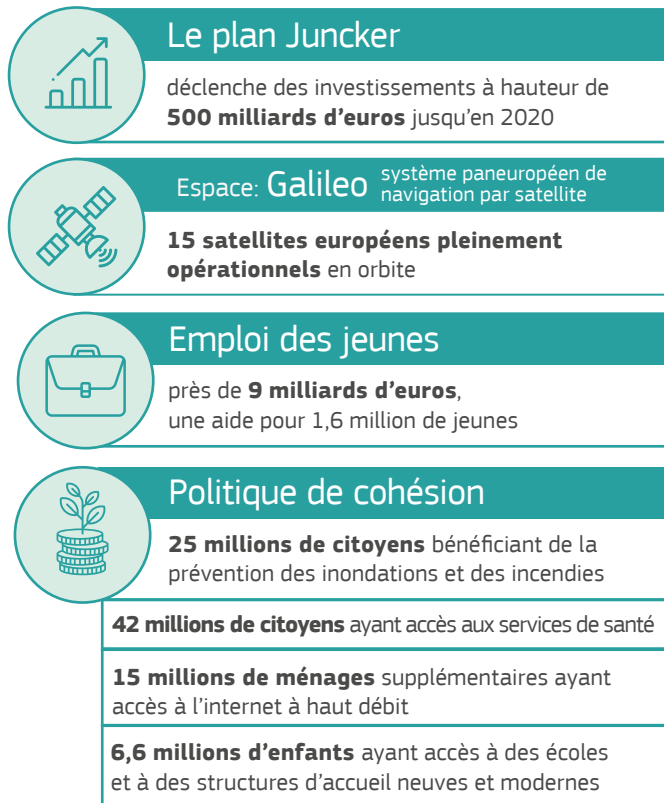 Le plan Juncker
déclenche des investissements à hauteur de
500 milliards d’euros jusqu’en 2020
Espace: Galileo système paneuropéen de
navigation par satellite
15 satellites européens pleinement
opérationnels en orbite
Emploi des jeunes
près de 9 milliards d’euros,
une aide pour 1,6 million de jeunes
Politique de cohésion
25 millions de citoyens bénéficiant de la
prévention des inondations et des incendies
42 millions de citoyens ayant accès aux services de santé
15 millions de ménages supplémentaires ayant
accès à l’internet à haut débit
6,6 millions d’enfants ayant accès à des écoles
et à des structures d’accueil neuves et modernes